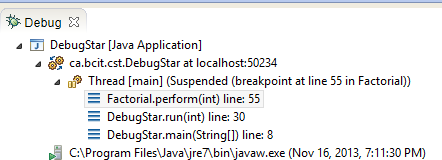 Debug
DebugStar [Java Application]
ca.bcit.cst.DebugStar at localhost:50234
Thread [main] (Suspended (breakpoint at line 55 in Factorial))
Factorial.perform(int) line: 55
DebugStar.run(int) line: 30
DebugStar.main(String[]) line: 8
C:\Program Files\Java\jre7\bin\javaw.exe (Nov 16, 2013, 7:11:30 PM)